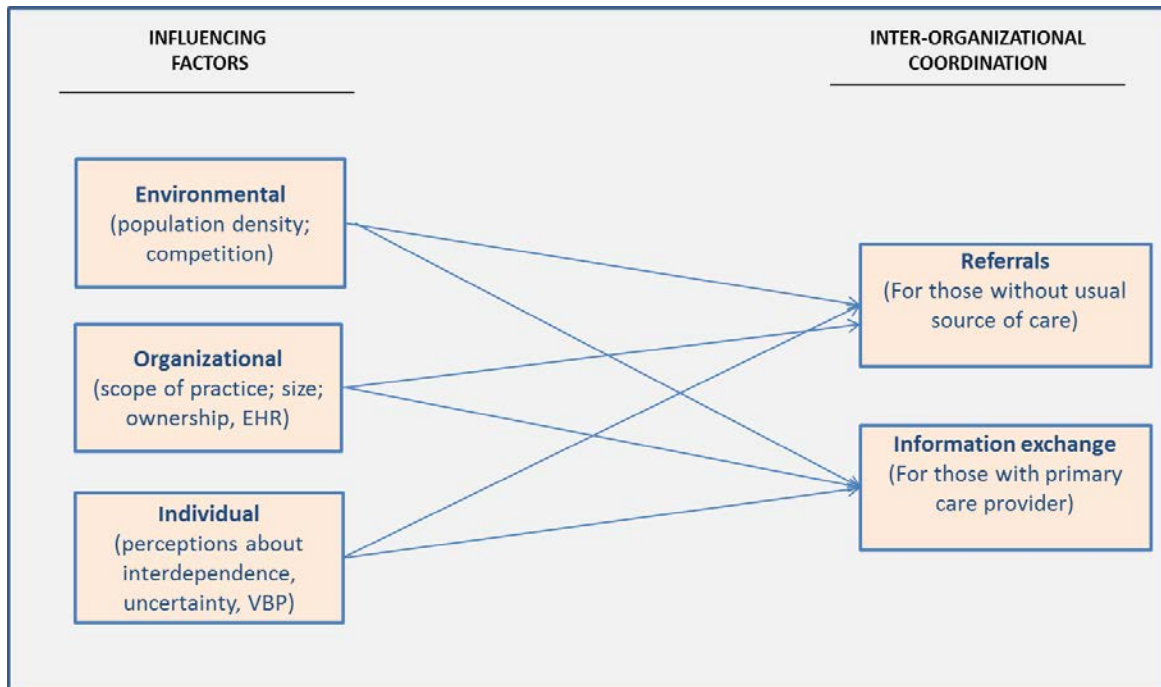 INFLUENCING
FACTORS
INTER-ORGANIZATIONAL
COORDINATION
Environmental
(population density;
competition)
Organizational
(scope of practice; size;
ownership, EHR)
Individual
(perceptions about
interdependence,
uncertainty, VBP)
Referrals
(For those without usual
source of care)
Information exchange
(For those with primary
care provider)